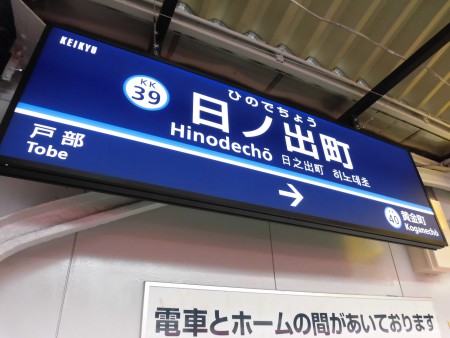 KEIKYU
KK
39
ひのでちょう
日ノ出町
Hinodechō
日之出町 히노데초
戸部
Tobe
→
KK
40
黄金町
Koganechō
電車とホームの間があいております